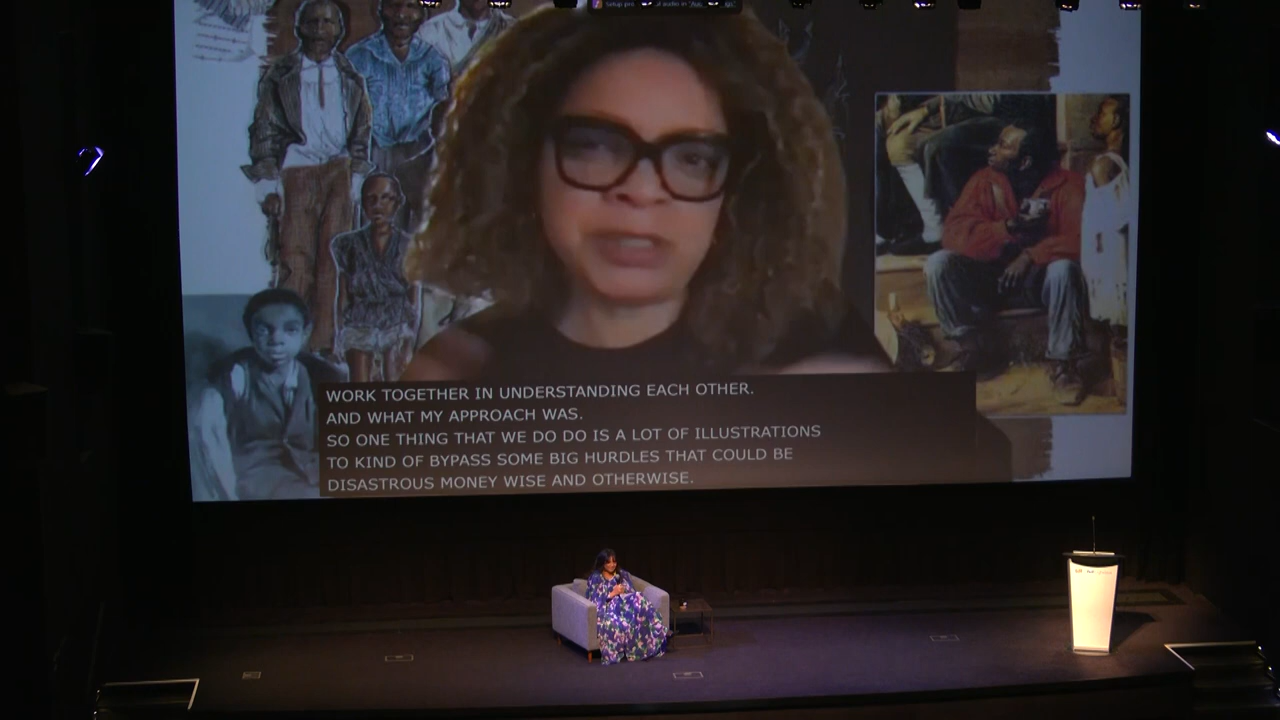 WORK TOGETHER IN UNDERSTANDING EACH OTHER.
AND WHAT MY APPROACH WAS.
SO ONE THING THAT WE DO DO IS A LOT OF ILLUSTRATIONS
TO KIND OF BYPASS SOME BIG HURDLES THAT COULD BE
DISASTROUS MONEY WISE AND OTHERWISE.